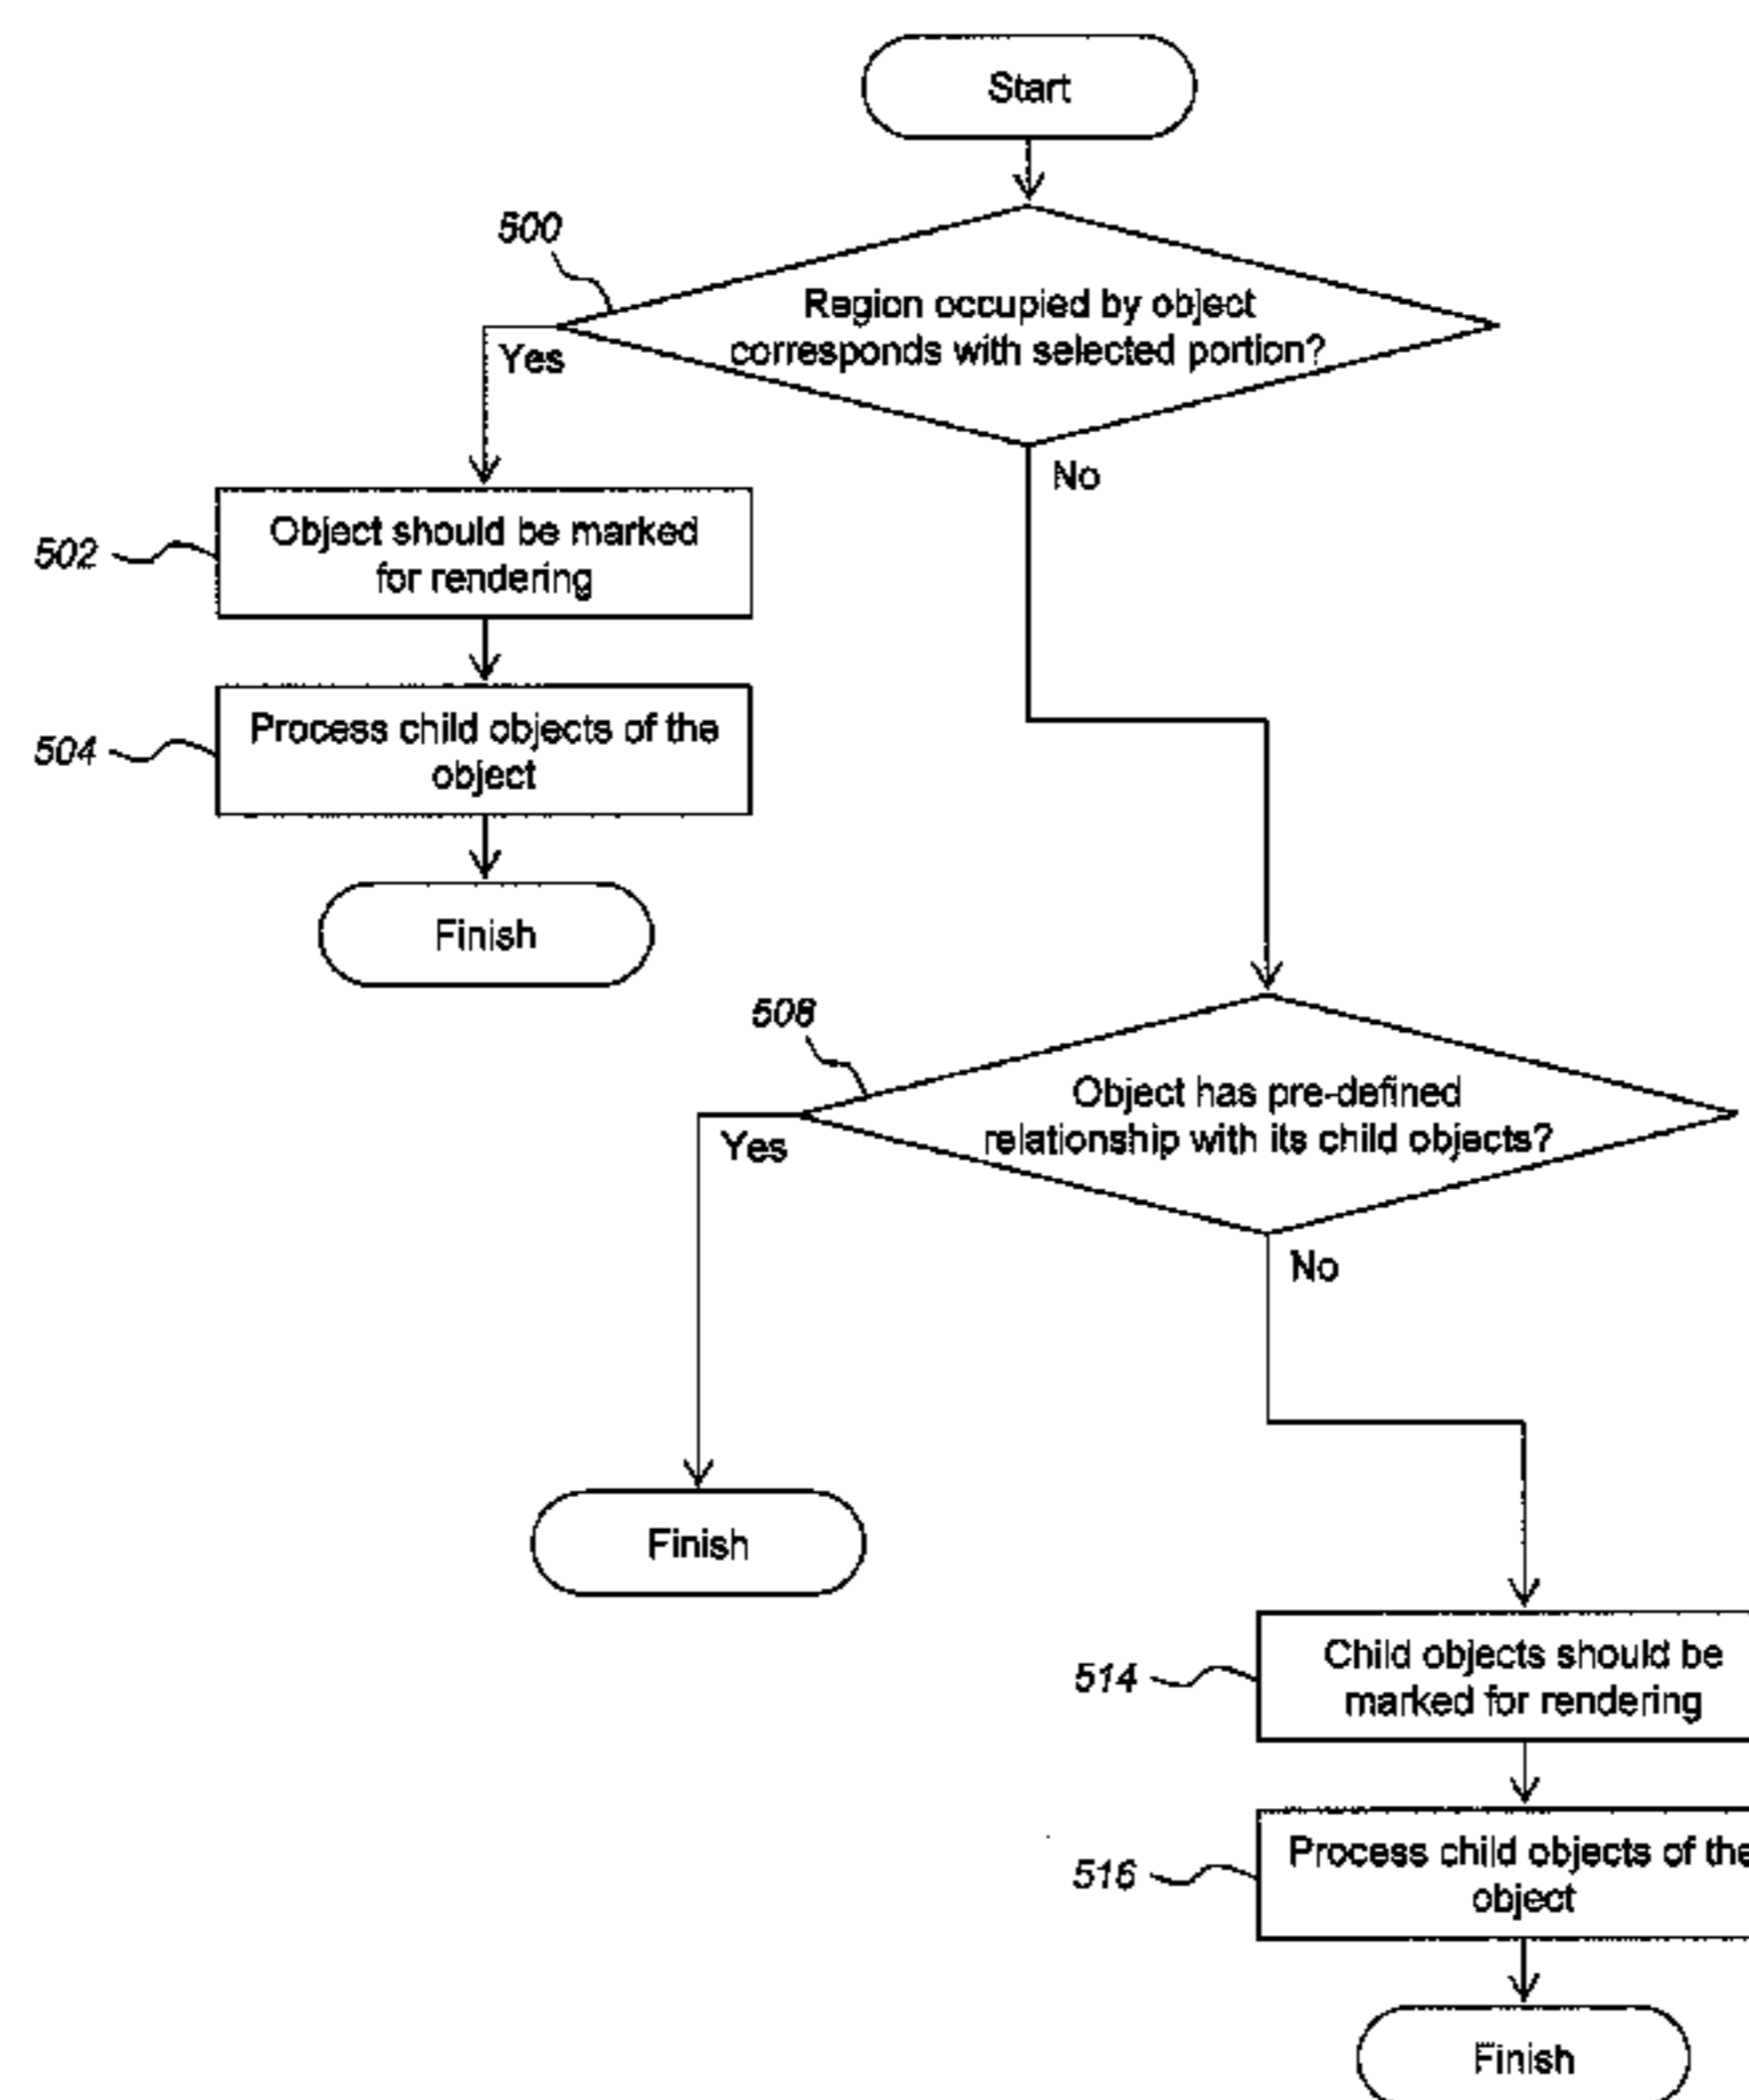 Start
500
Region occupied by object
corresponds with selected portion?
Yes
No
502
Object should be marked
for rendering
504
Process child objects of the
object
Finish
508
Object has pre-defined
relationship with its child objects?
Yes
No
Finish
514
Child objects should be
marked for rendering
516
Process child objects of the
object
Finish